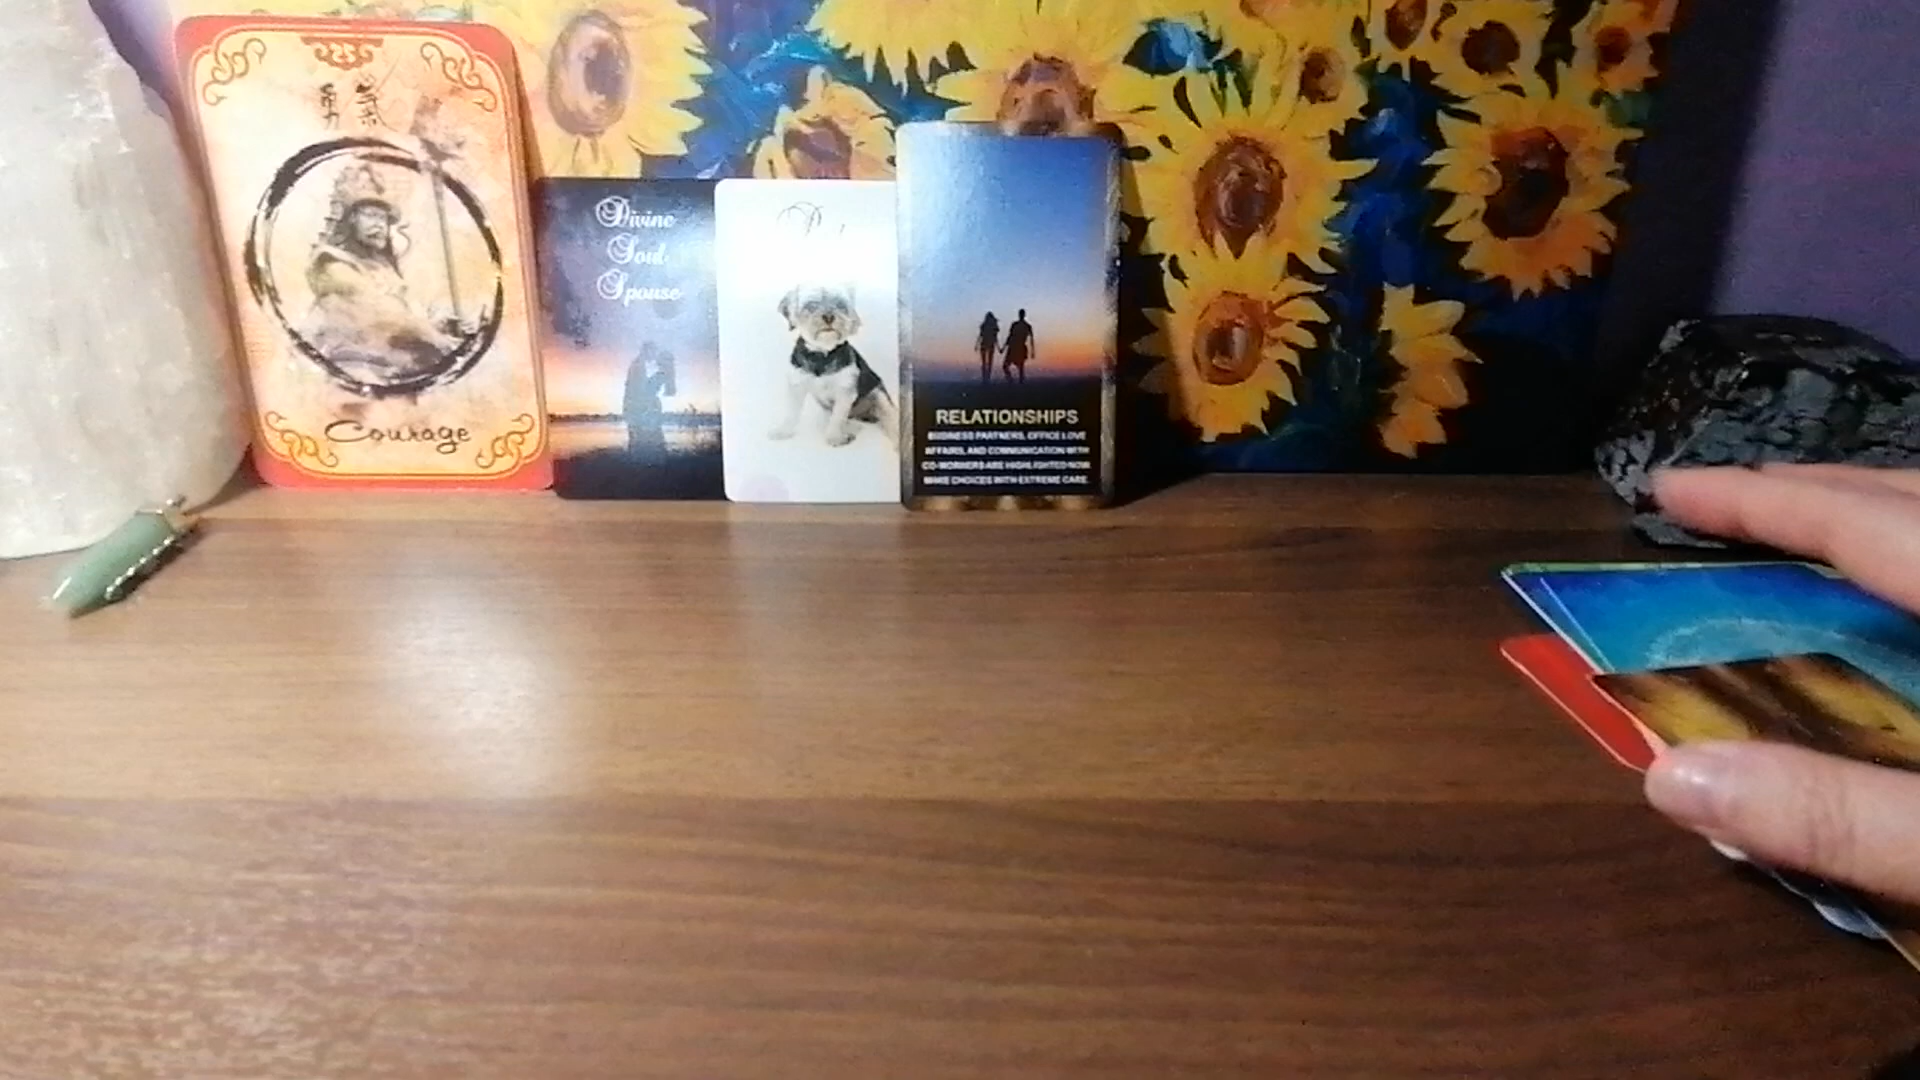 勇氣
Courage
Divine
Soul
Spouse
RELATIONSHIPS
BUSINESS PARTNERS, OFFICE LOVE
AFFAIRS, AND COMMUNICATION WITH
CO-WORKERS ARE HIGHLIGHTED NOW.
MAKE CHOICES WITH EXTREME CARE.